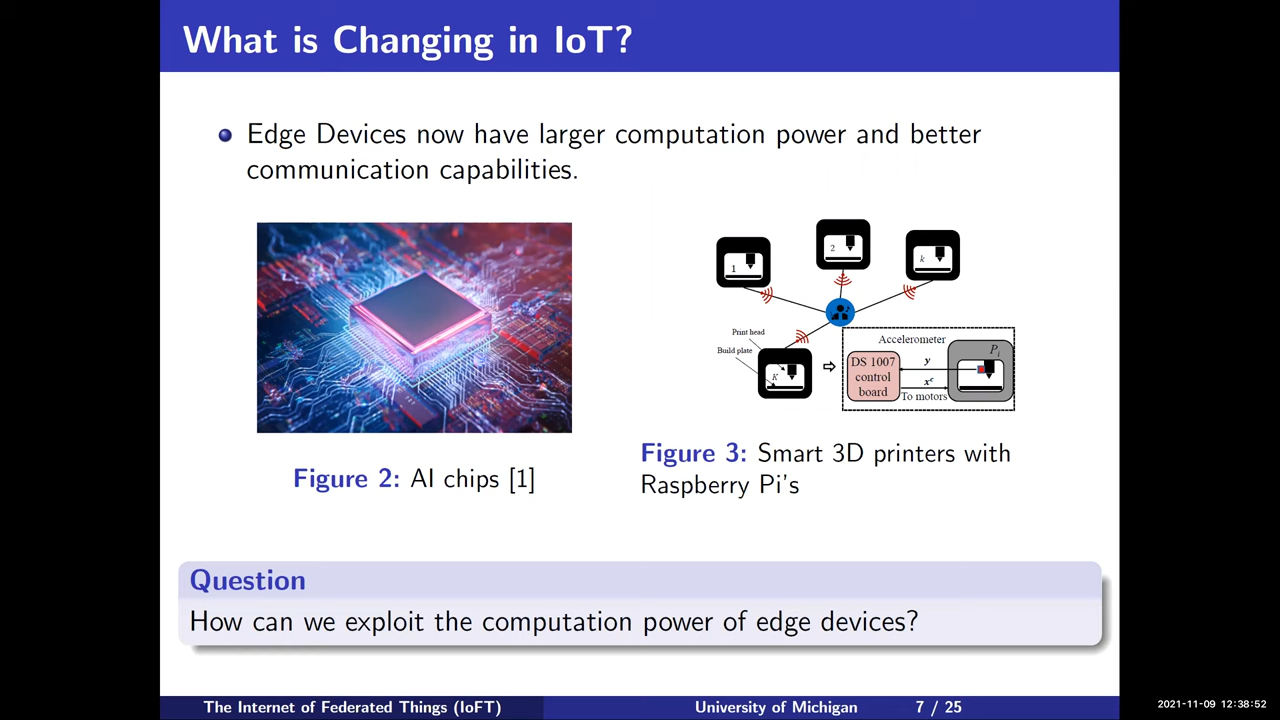 What is Changing in IoT?
Edge Devices now have larger computation power and better
communication capabilities.
1
2
k
Print head
Build plate
K
Accelerometer
DS 1007
control
board
y
xᶜ
To motors
Pᵢ
Figure 2: AI chips [1]
Figure 3: Smart 3D printers with
Raspberry Pi's
Question
How can we exploit the computation power of edge devices?
The Internet of Federated Things (IoFT)
University of Michigan
7 / 25
2021-11-09 12:38:52